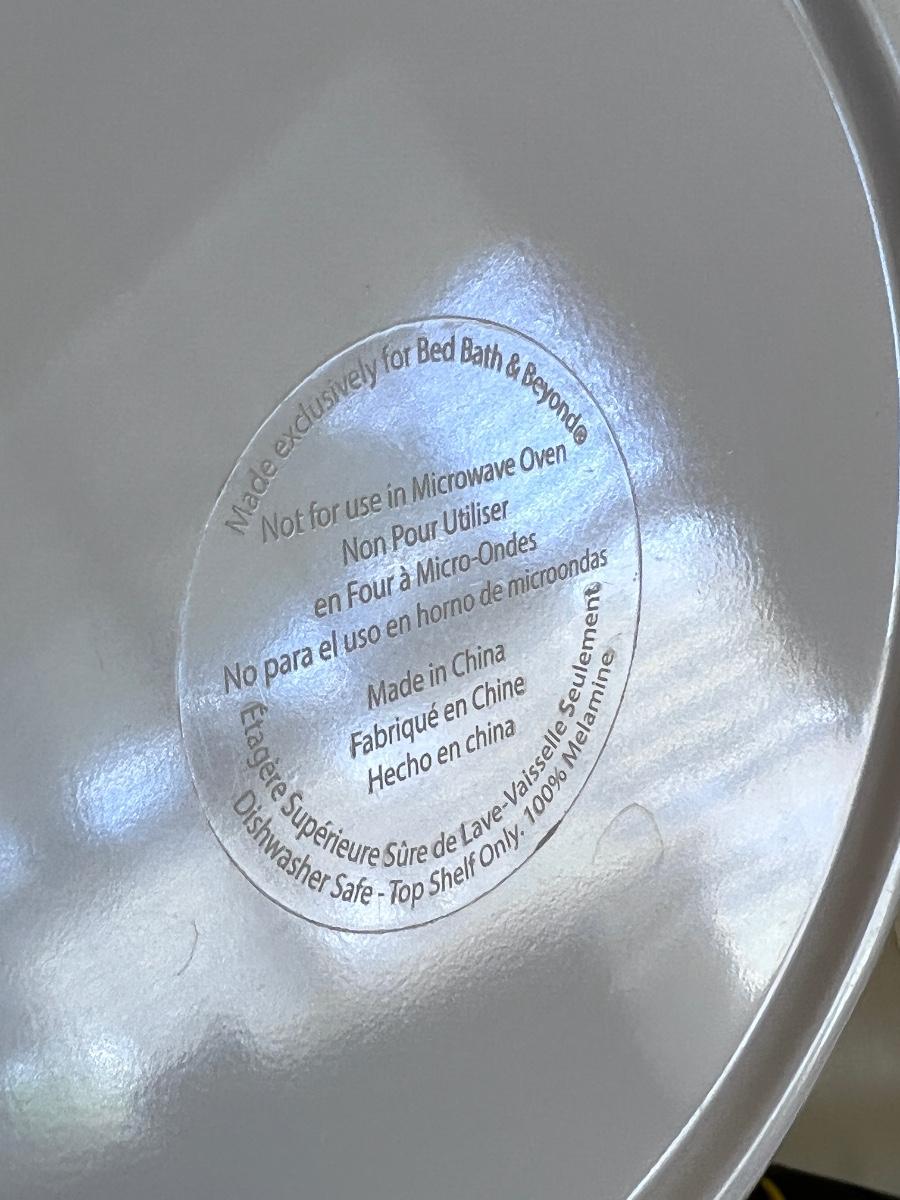 Made exclusively for Bed Bath & Beyond®
Not for use in Microwave Oven
Non Pour Utiliser
en Four à Micro-Ondes
No para el uso en horno de microondas
Made in China
Fabriqué en Chine
Hecho en china
Étagère Supérieure Sûre de Lave-Vaisselle Seulement
Dishwasher Safe - Top Shelf Only. 100% Melamine